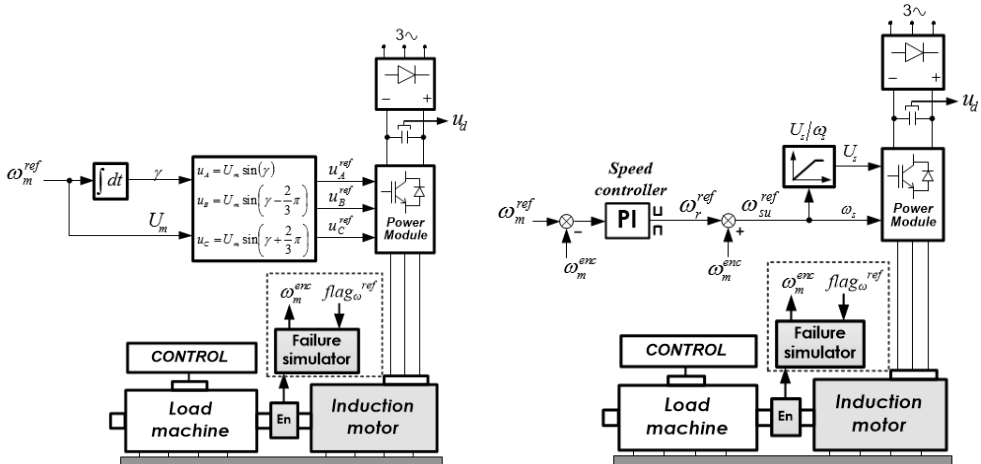 3∿
− +
u_d
ω_m^ref
∫dt
γ
U_m
u_A = U_m sin(γ)
u_B = U_m sin(γ − 2/3 π)
u_C = U_m sin(γ + 2/3 π)
u_A^ref
u_B^ref
u_C^ref
Power
Module
ω_m^enc
flag_ω^ref
Failure
simulator
CONTROL
Load
machine
En
Induction
motor
3∿
− +
u_d
U_s/ω_s
U_s
Speed
controller
ω_m^ref
−
PI
ω_r^ref
+
ω_su^ref
ω_s
ω_m^enc
ω_m^enc
Power
Module
ω_m^enc
flag_ω^ref
Failure
simulator
CONTROL
Load
machine
En
Induction
motor